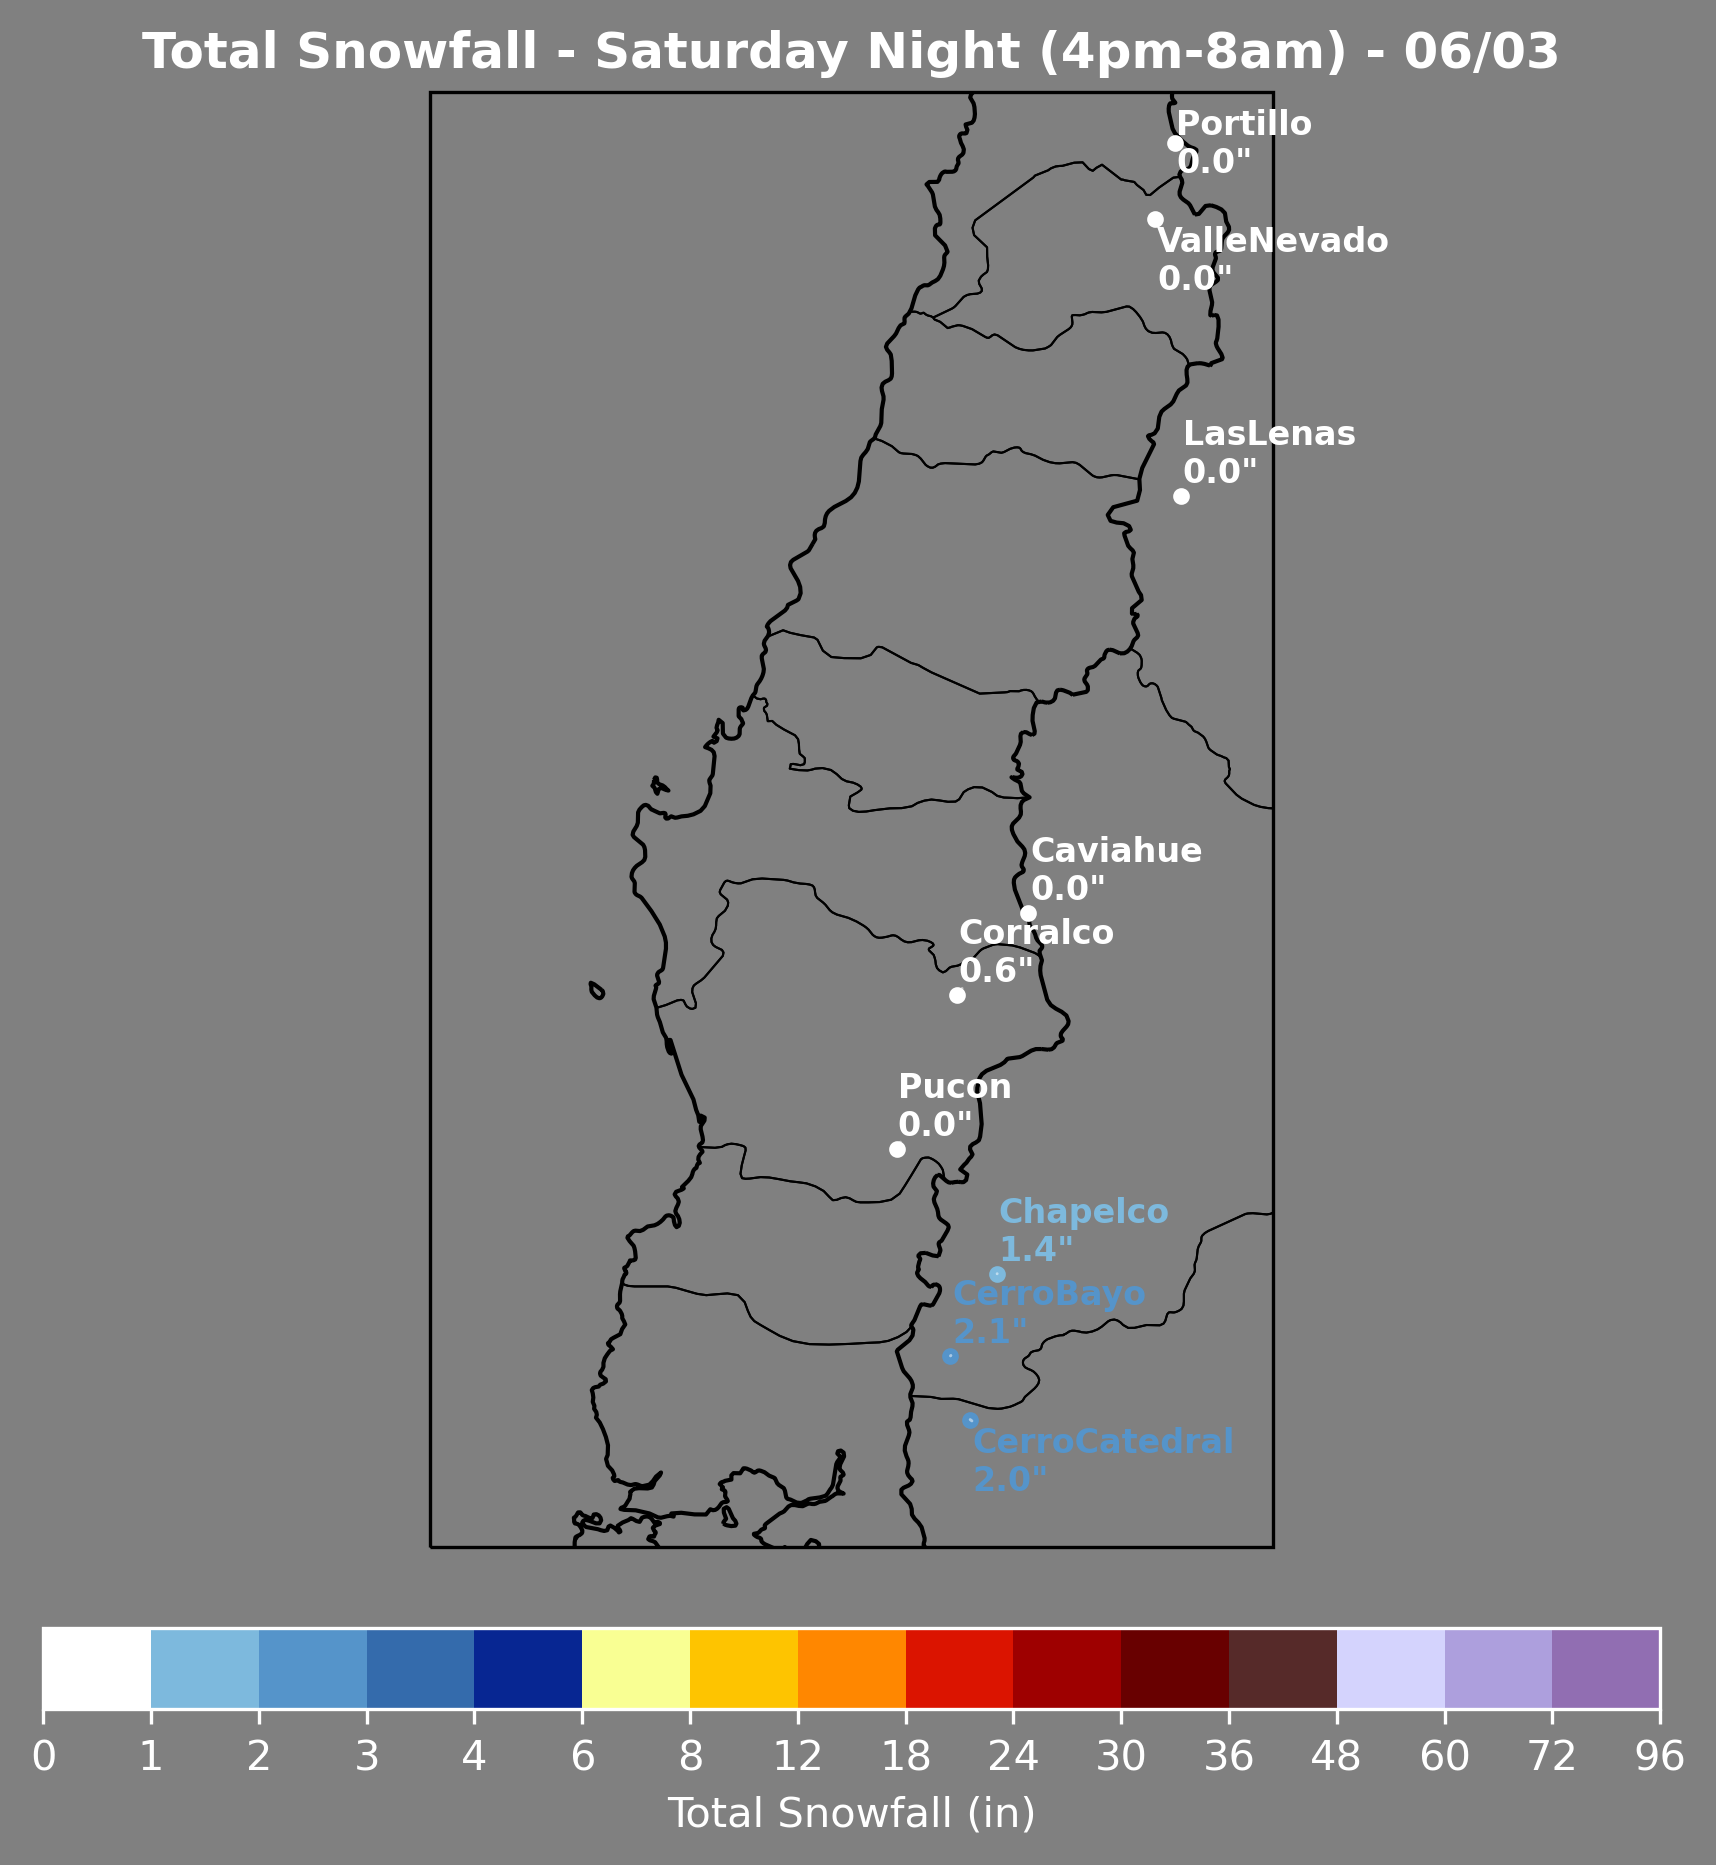 Total Snowfall - Saturday Night (4pm-8am) - 06/03
Portillo
0.0"
ValleNevado
0.0"
LasLenas
0.0"
Caviahue
0.0"
Corralco
0.6"
Pucon
0.0"
Chapelco
1.4"
CerroBayo
2.1"
CerroCatedral
2.0"
0 1 2 3 4 6 8 12 18 24 30 36 48 60 72 96
Total Snowfall (in)